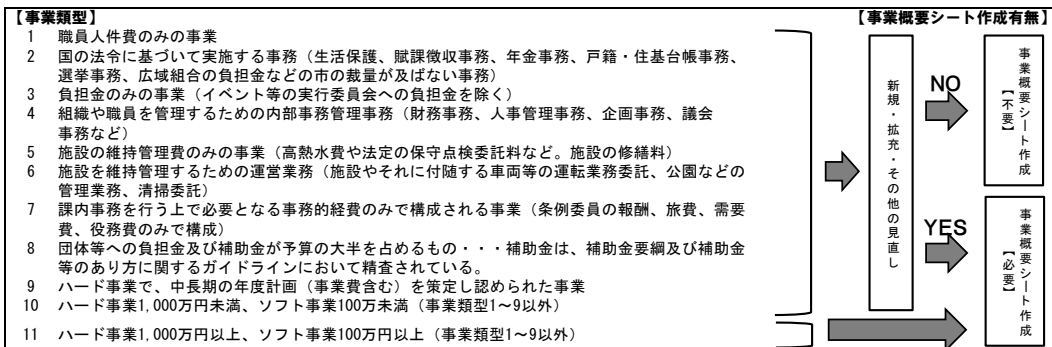 【事業類型】
【事業概要シート作成有無】
1 職員人件費のみの事業
2 国の法令に基づいて実施する事務（生活保護、賦課徴収事務、年金事務、戸籍・住基台帳事務、
選挙事務、広域組合の負担金などの市の裁量が及ばない事務）
3 負担金のみの事業（イベント等の実行委員会への負担金を除く）
4 組織や職員を管理するための内部事務管理事務（財務事務、人事管理事務、企画事務、議会
事務など）
5 施設の維持管理費のみの事業（高熱水費や法定の保守点検委託料など。施設の修繕料）
6 施設を維持管理するための運営業務（施設やそれに付随する車両等の運転業務委託、公園などの
管理業務、清掃委託）
7 課内事務を行う上で必要となる事務的経費のみで構成される事業（条例委員の報酬、旅費、需要
費、役務費のみで構成）
8 団体等への負担金及び補助金が予算の大半を占めるもの・・・補助金は、補助金要綱及び補助金
等のあり方に関するガイドラインにおいて精査されている。
9 ハード事業で、中長期の年度計画（事業費含む）を策定し認められた事業
10 ハード事業1,000万円未満、ソフト事業100万未満（事業類型1～9以外）
11 ハード事業1,000万円以上、ソフト事業100万円以上（事業類型1～9以外）
新規・拡充・その他の見直し
NO
事業概要シート作成
【不要】
YES
事業概要シート作成
【必要】